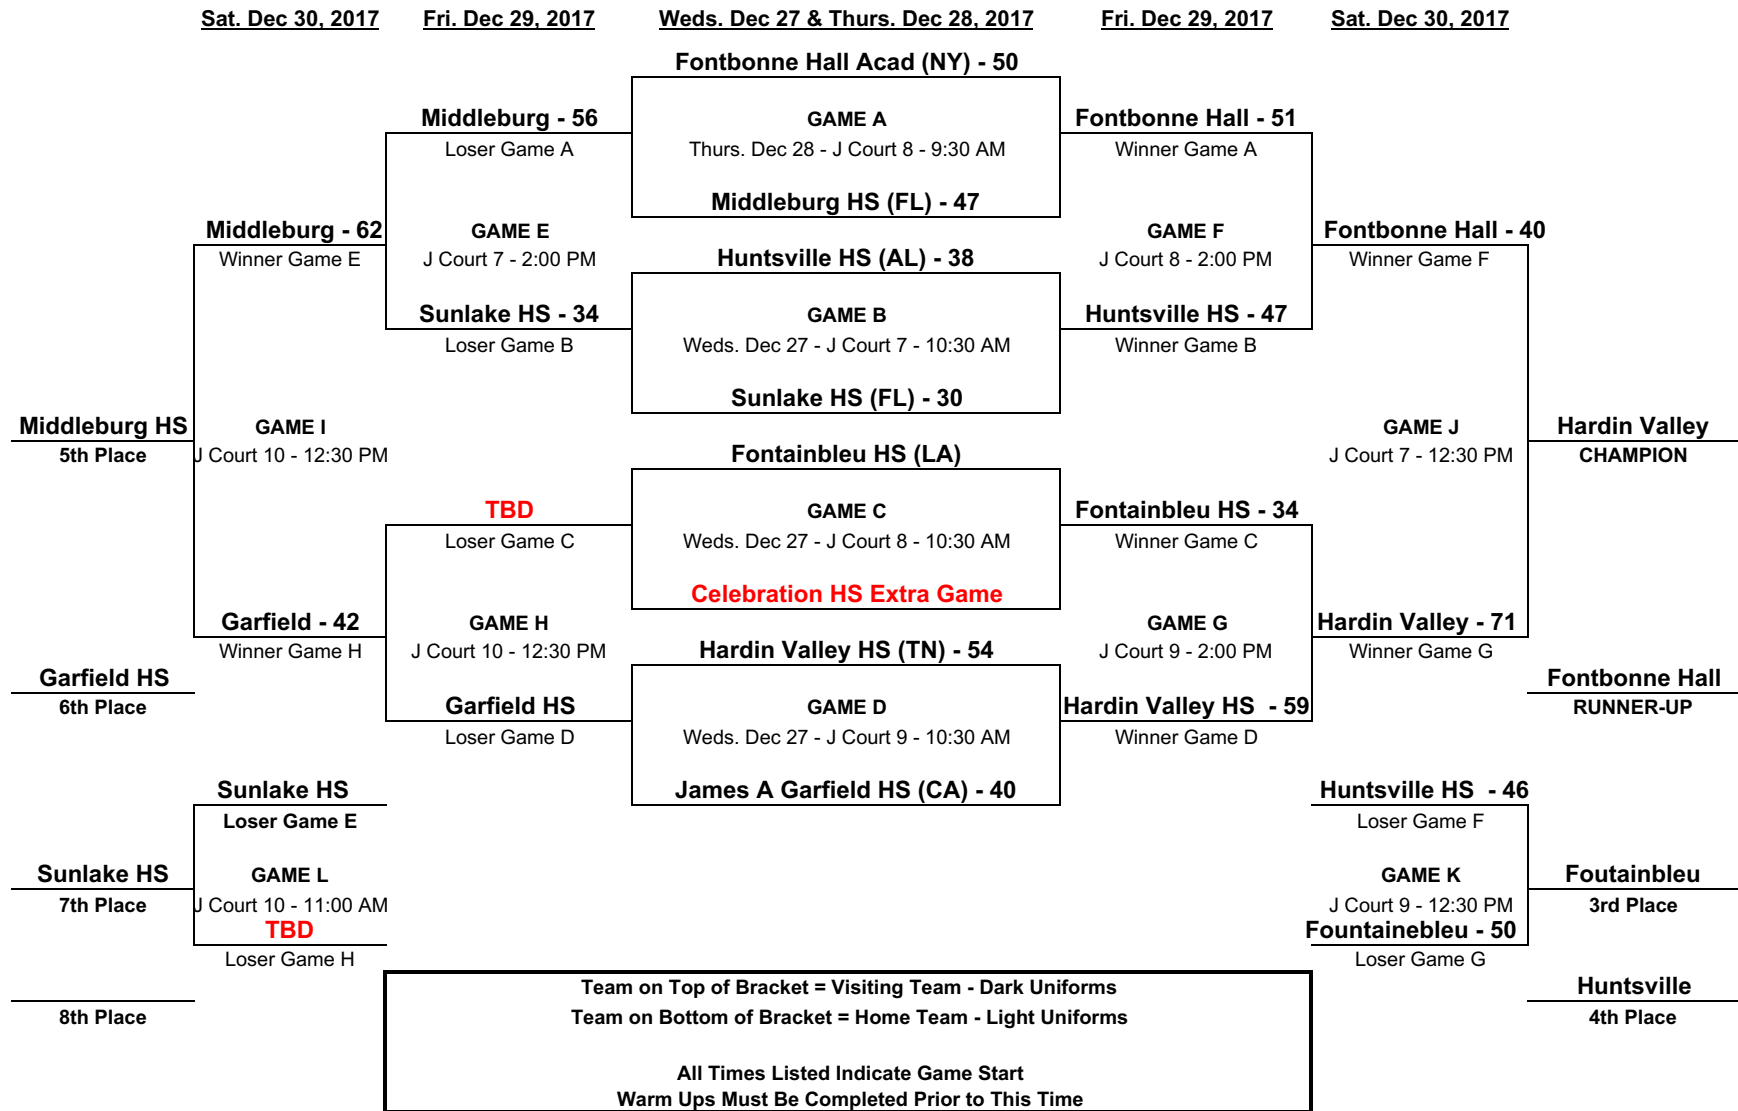 Sat. Dec 30, 2017 Fri. Dec 29, 2017 Weds. Dec 27 & Thurs. Dec 28, 2017 Fri. Dec 29, 2017 Sat. Dec 30, 2017
Fontbonne Hall Acad (NY) - 50
Middleburg - 56 GAME A Fontbonne Hall - 51
Loser Game A Thurs. Dec 28 - J Court 8 - 9:30 AM Winner Game A
Middleburg HS (FL) - 47
Middleburg - 62 GAME E GAME F Fontbonne Hall - 40
Winner Game E J Court 7 - 2:00 PM Huntsville HS (AL) - 38 J Court 8 - 2:00 PM Winner Game F
Sunlake HS - 34 GAME B Huntsville HS - 47
Loser Game B Weds. Dec 27 - J Court 7 - 10:30 AM Winner Game B
Sunlake HS (FL) - 30
Middleburg HS GAME I GAME J Hardin Valley
5th Place J Court 10 - 12:30 PM Fontainbleu HS (LA) J Court 7 - 12:30 PM CHAMPION
TBD GAME C Fontainbleu HS - 34
Loser Game C Weds. Dec 27 - J Court 8 - 10:30 AM Winner Game C
Celebration HS Extra Game
Garfield - 42 GAME H GAME G Hardin Valley - 71
Winner Game H J Court 10 - 12:30 PM Hardin Valley HS (TN) - 54 J Court 9 - 2:00 PM Winner Game G
Garfield HS Fontbonne Hall
6th Place Garfield HS GAME D Hardin Valley HS - 59 RUNNER-UP
Loser Game D Weds. Dec 27 - J Court 9 - 10:30 AM Winner Game D
Sunlake HS James A Garfield HS (CA) - 40 Huntsville HS - 46
Loser Game E Loser Game F
Sunlake HS GAME L GAME K Foutainbleu
7th Place J Court 10 - 11:00 AM J Court 9 - 12:30 PM 3rd Place
TBD Fountainebleu - 50
Loser Game H Loser Game G
Team on Top of Bracket = Visiting Team - Dark Uniforms Huntsville
8th Place Team on Bottom of Bracket = Home Team - Light Uniforms 4th Place
All Times Listed Indicate Game Start
Warm Ups Must Be Completed Prior to This Time